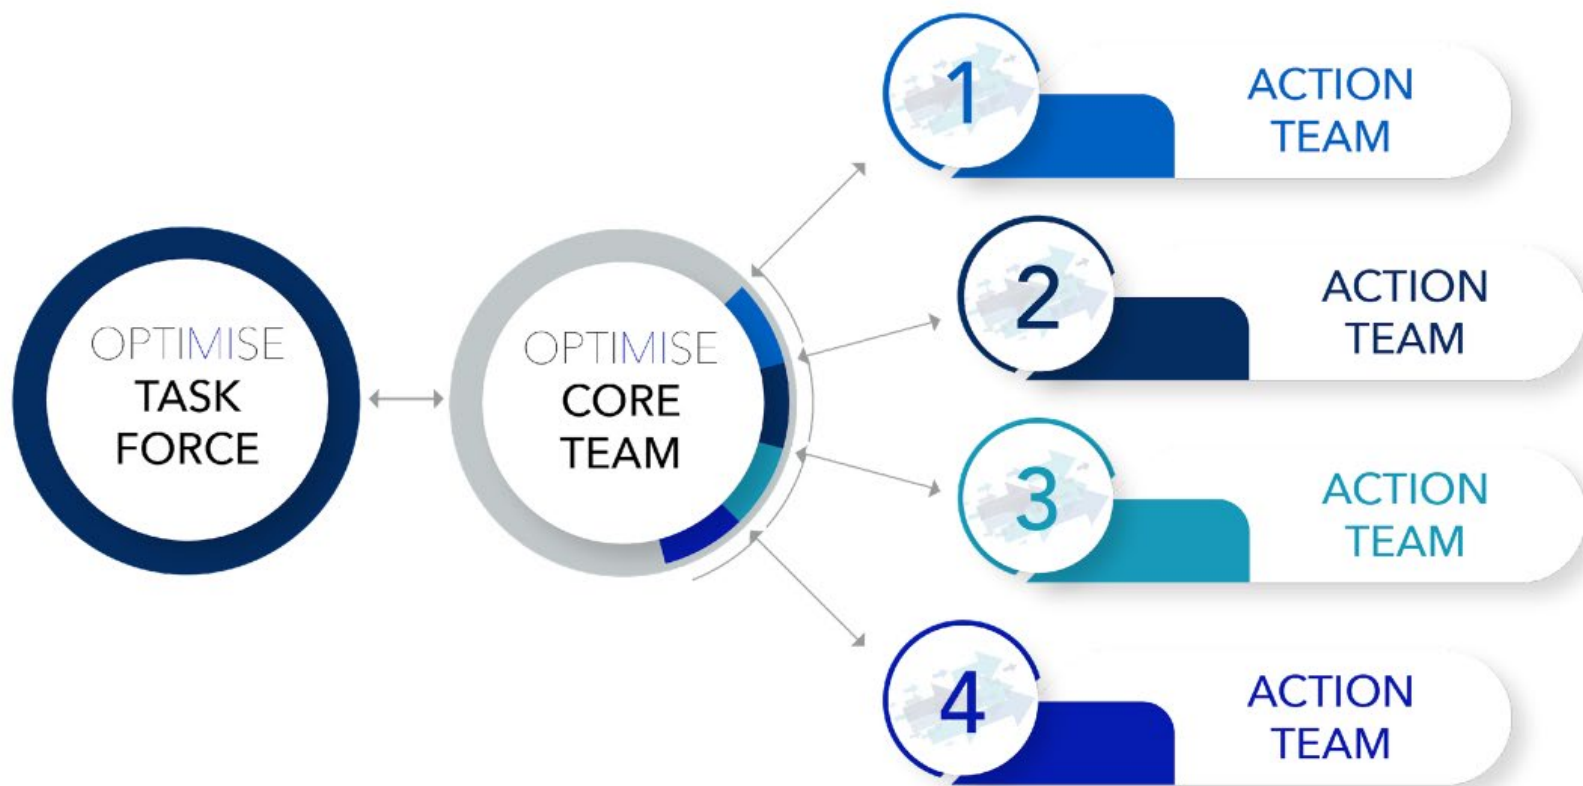 OPTIMISE
TASK
FORCE
OPTIMISE
CORE
TEAM
1
ACTION
TEAM
2
ACTION
TEAM
3
ACTION
TEAM
4
ACTION
TEAM